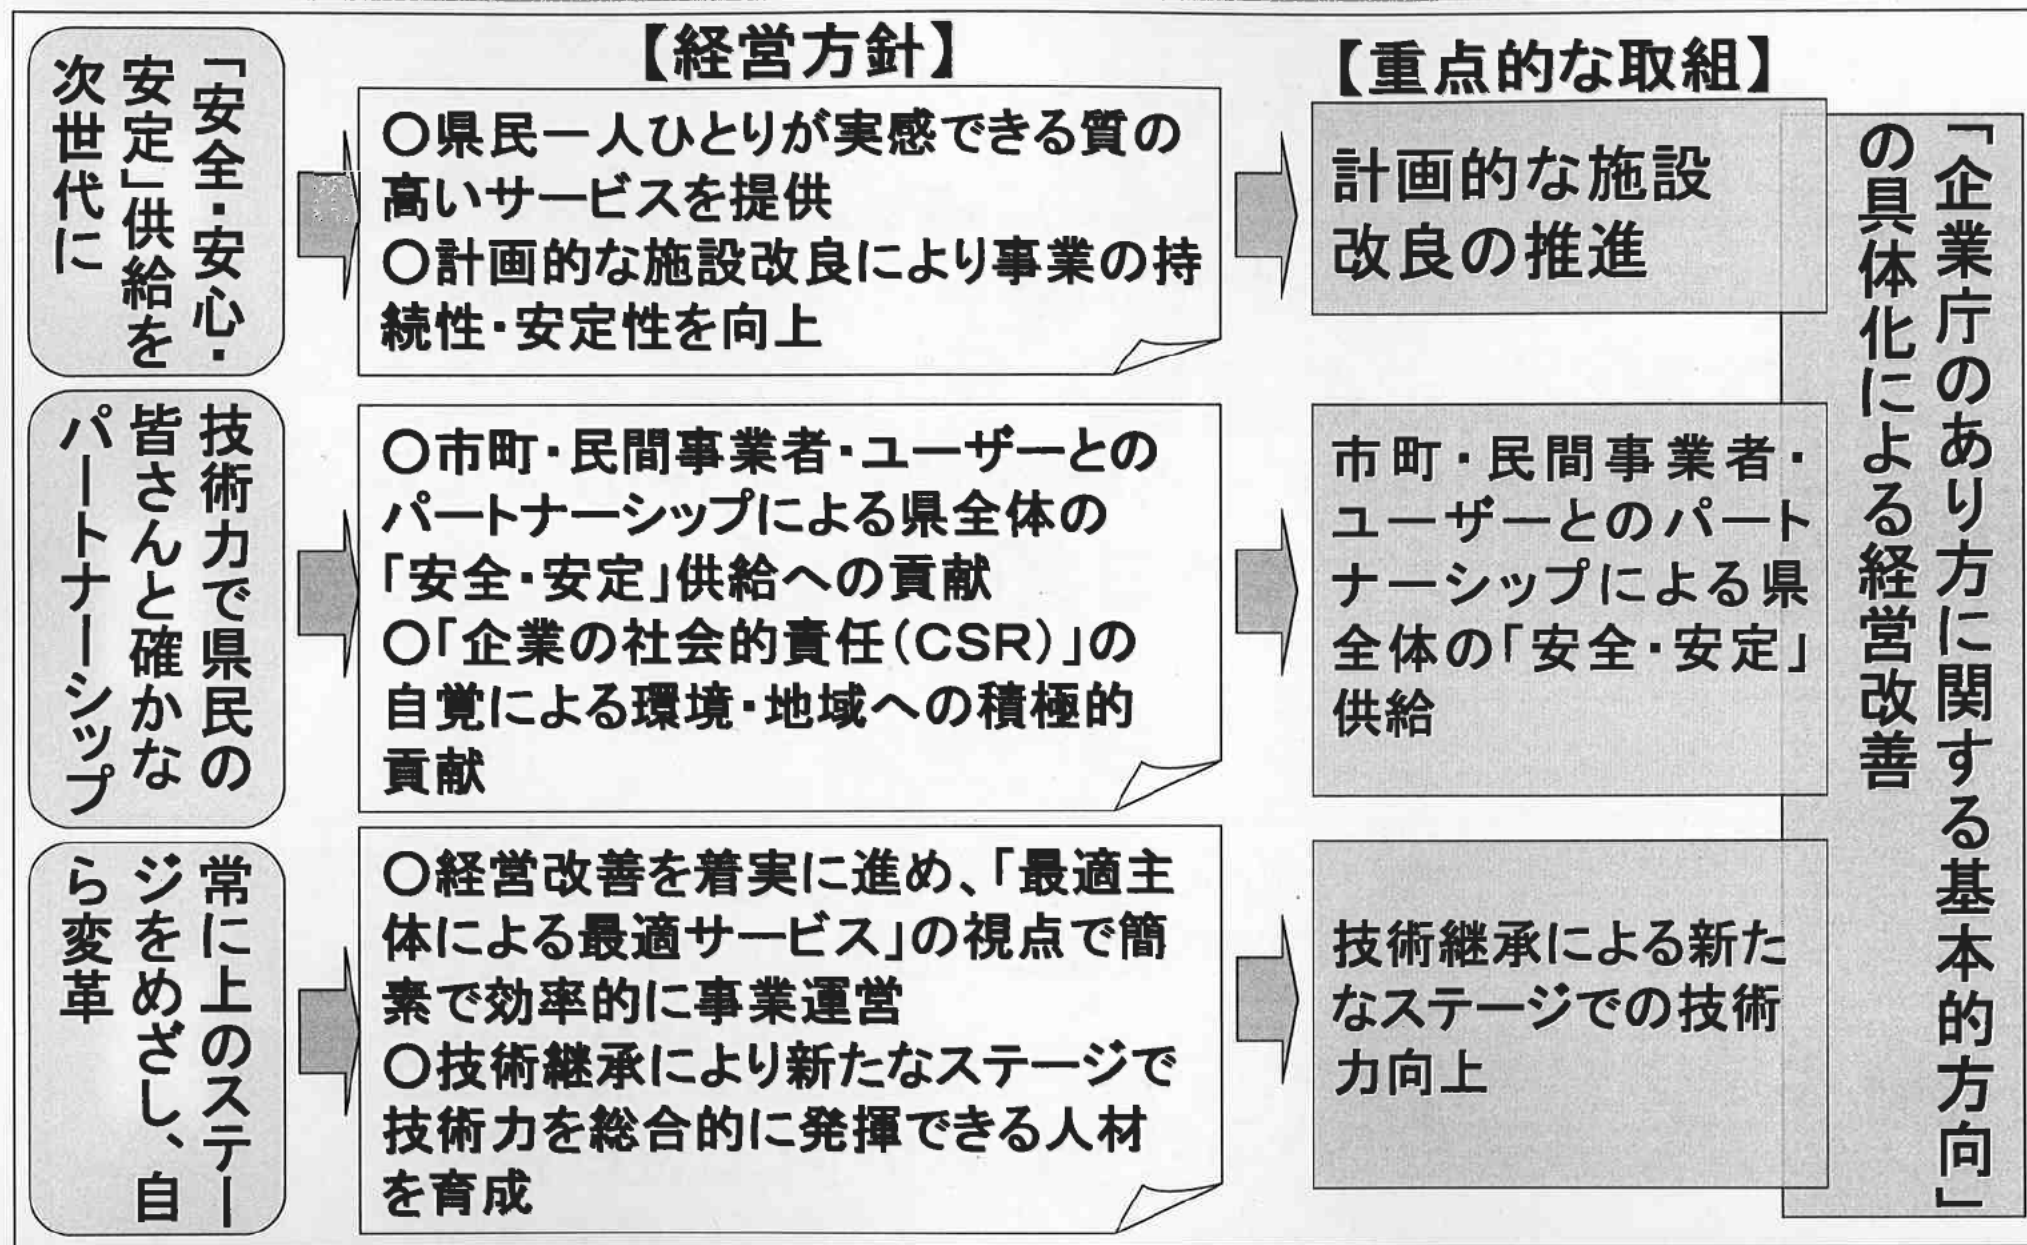 【経営方針】
【重点的な取組】
「安全・安心・
安定」供給を
次世代に
○県民一人ひとりが実感できる質の
高いサービスを提供
○計画的な施設改良により事業の持
続性・安定性を向上
計画的な施設
改良の推進
技術力で県民の
皆さんと確かな
パートナーシップ
○市町・民間事業者・ユーザーとの
パートナーシップによる県全体の
「安全・安定」供給への貢献
○「企業の社会的責任(CSR)」の
自覚による環境・地域への積極的
貢献
市町・民間事業者・
ユーザーとのパート
ナーシップによる県
全体の「安全・安定」
供給
常に上のステー
ジをめざし、自
ら変革
○経営改善を着実に進め、「最適主
体による最適サービス」の視点で簡
素で効率的に事業運営
○技術継承により新たなステージで
技術力を総合的に発揮できる人材
を育成
技術継承による新た
なステージでの技術
力向上
「企業庁のあり方に関する基本的方向」
の具体化による経営改善